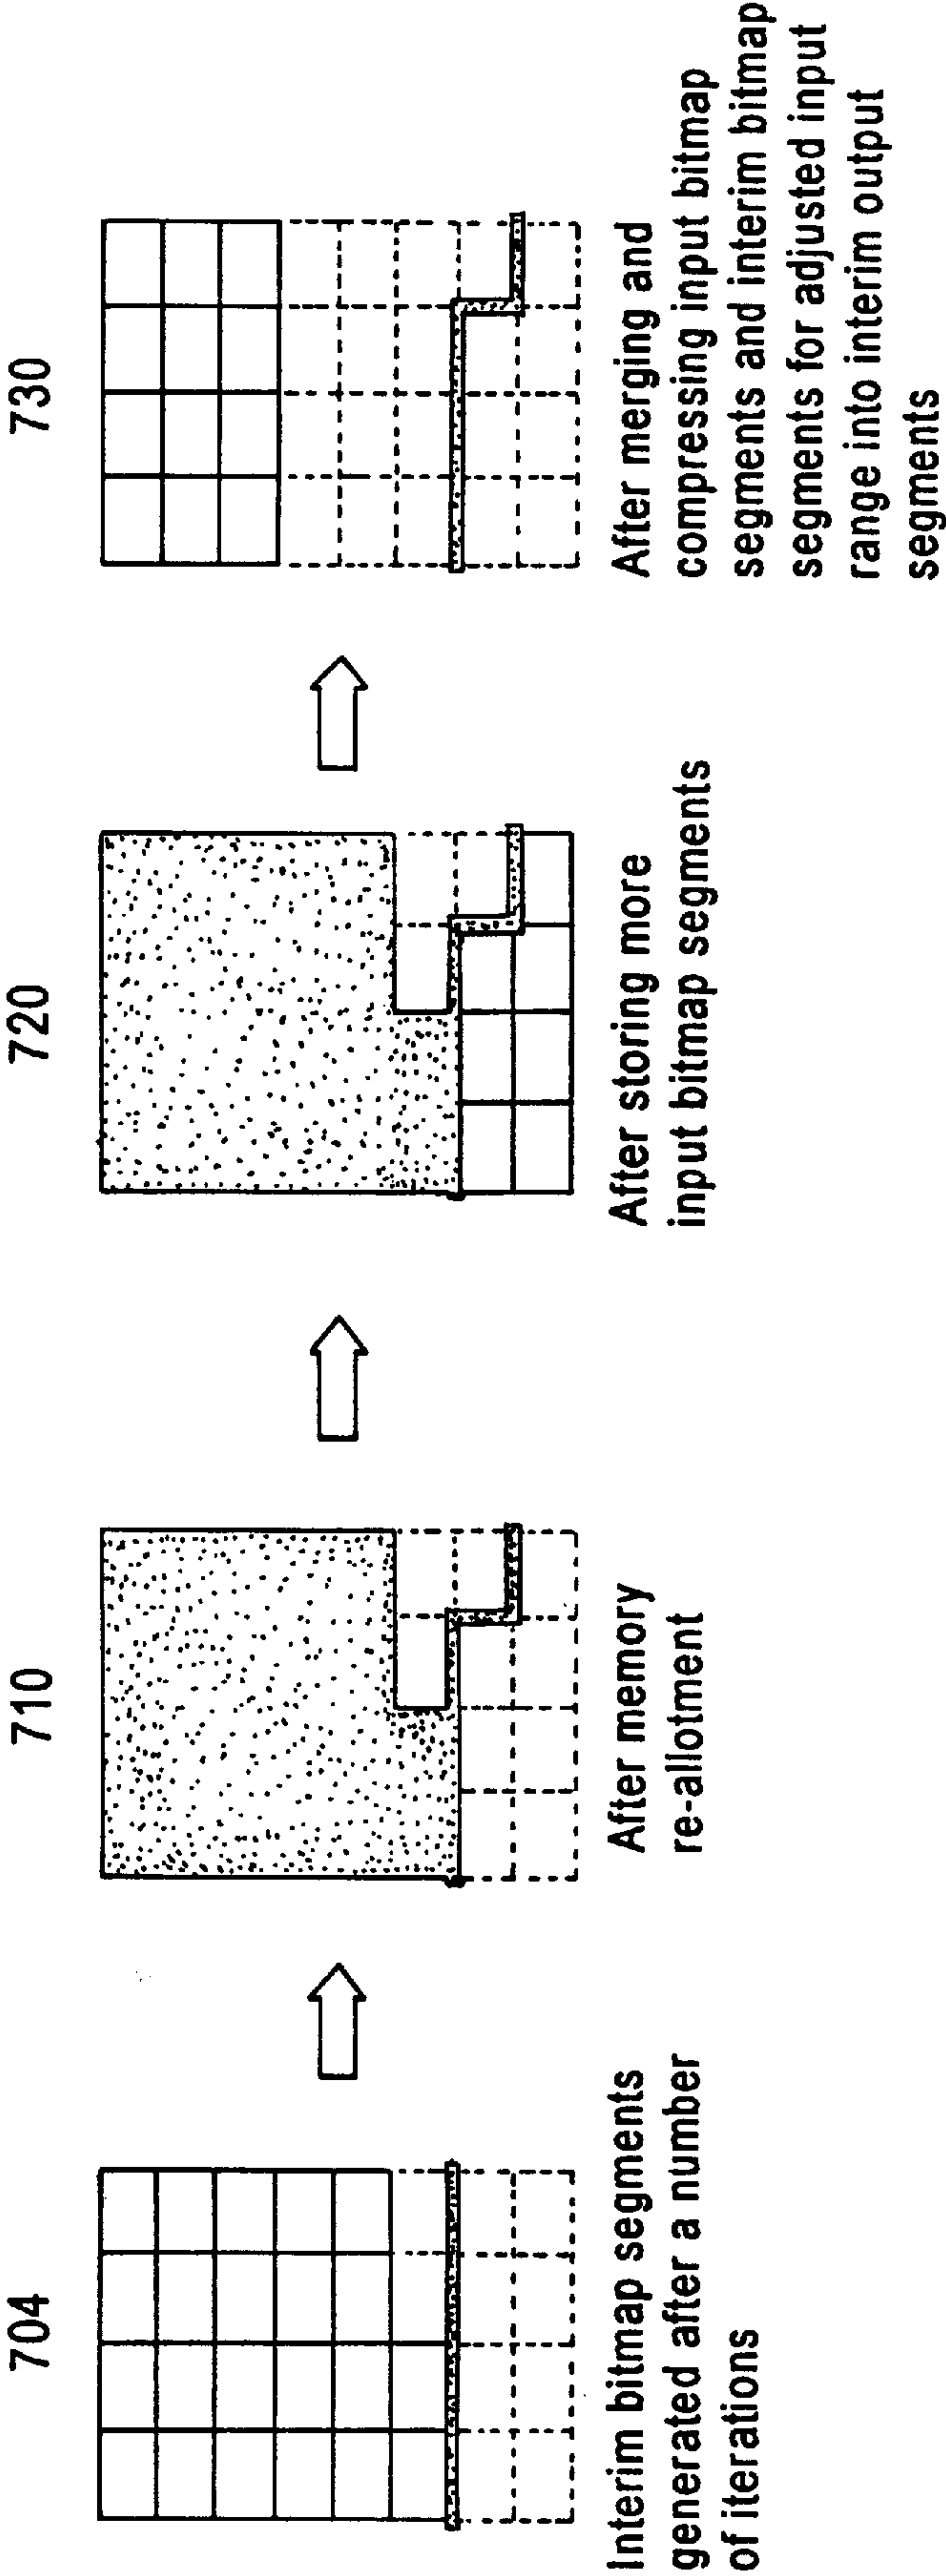 704
Interim bitmap segments
generated after a number
of iterations
710
After memory
re-allotment
720
After storing more
input bitmap segments
730
After merging and
compressing input bitmap
segments and interim bitmap
segments for adjusted input
range into interim output
segments